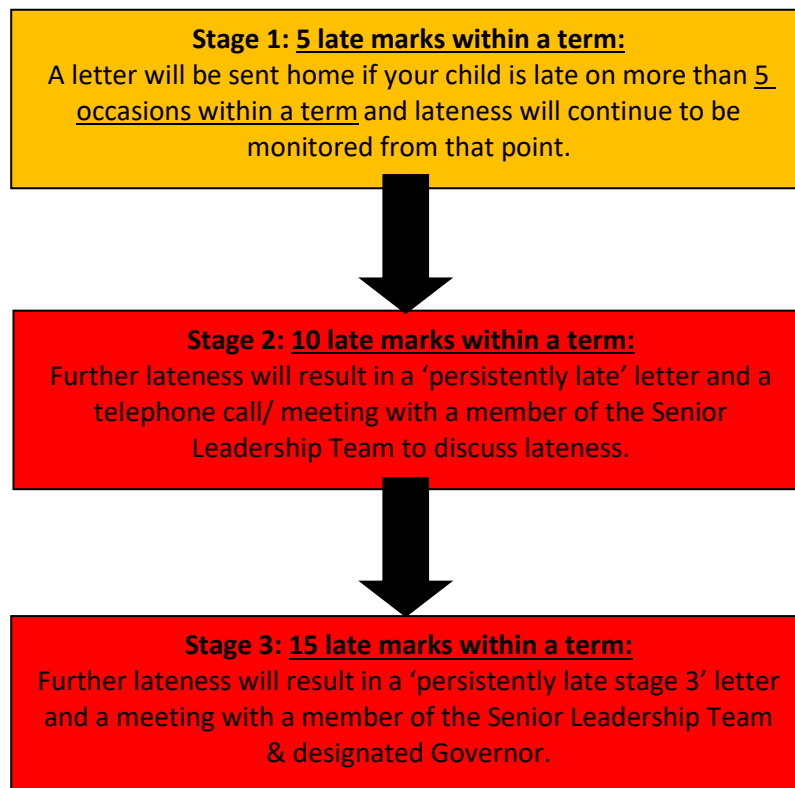 Stage 1: 5 late marks within a term:
A letter will be sent home if your child is late on more than 5
occasions within a term and lateness will continue to be
monitored from that point.
Stage 2: 10 late marks within a term:
Further lateness will result in a ‘persistently late’ letter and a
telephone call/ meeting with a member of the Senior
Leadership Team to discuss lateness.
Stage 3: 15 late marks within a term:
Further lateness will result in a ‘persistently late stage 3’ letter
and a meeting with a member of the Senior Leadership Team
& designated Governor.